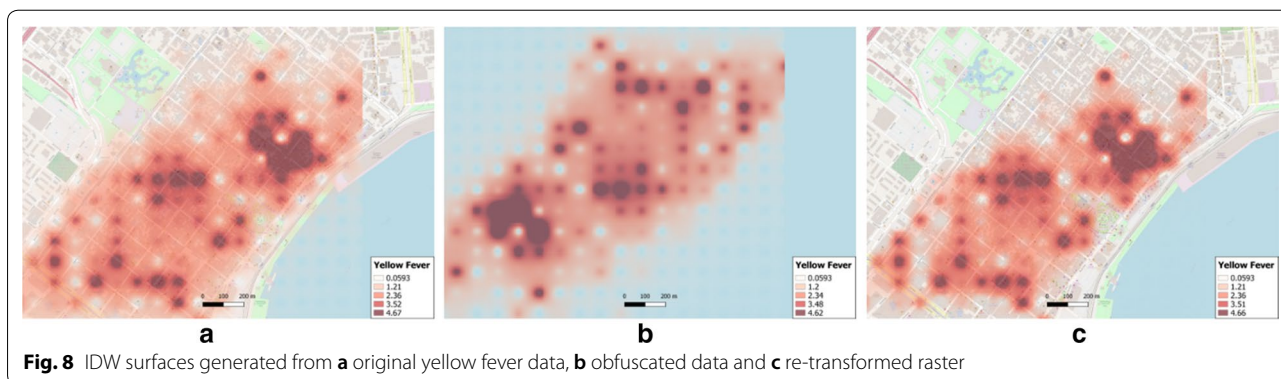 Yellow Fever
0.0593
1.21
2.36
3.52
4.67
0 100 200 m
Yellow Fever
0.0593
1.2
2.34
3.48
4.62
0 100 200 m
Yellow Fever
0.0593
1.21
2.36
3.51
4.66
0 100 200 m
a
b
c
Fig. 8 IDW surfaces generated from a original yellow fever data, b obfuscated data and c re-transformed raster